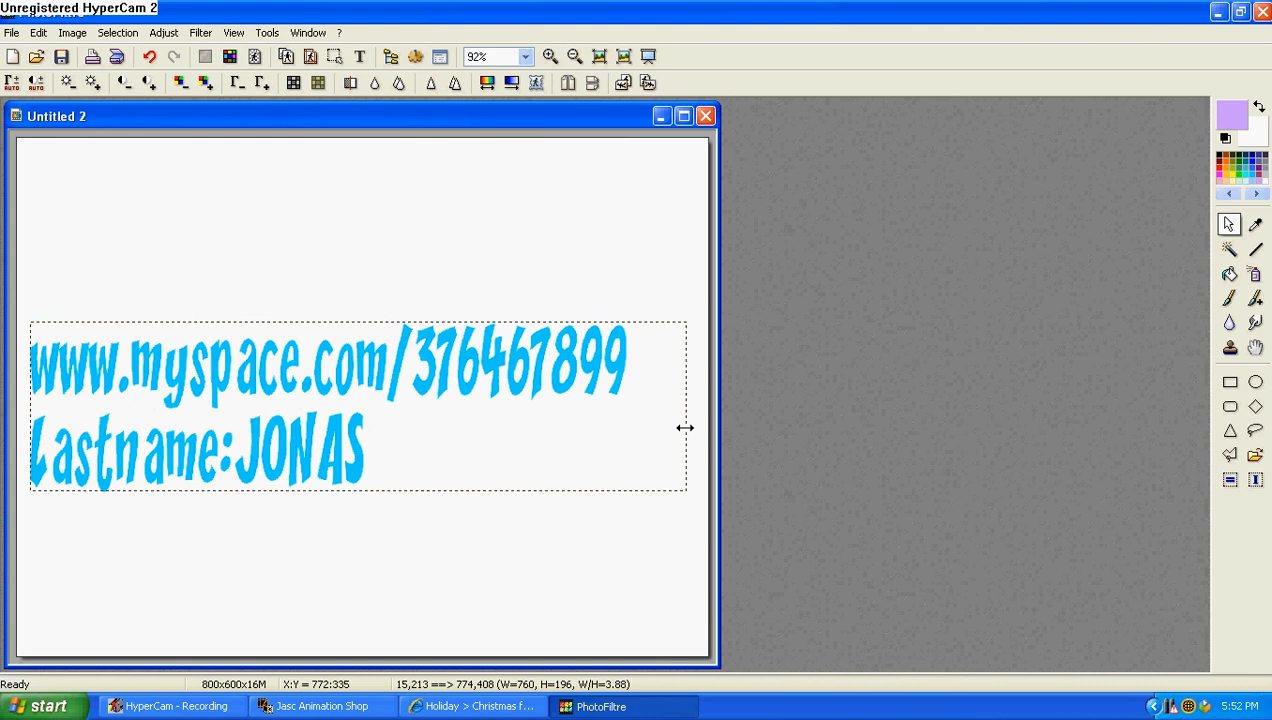 Unregistered HyperCam 2
File Edit Image Selection Adjust Filter View Tools Window ?
92%
AUTO AUTO
Untitled 2
www.myspace.com/376467899
Lastname:JONAS
Ready 800x600x16M X:Y = 772:335 15,213 ==> 774,408 (W=760, H=196, W/H=3.88)
start HyperCam - Recording Jasc Animation Shop Holiday > Christmas f... PhotoFiltre 5:52 PM